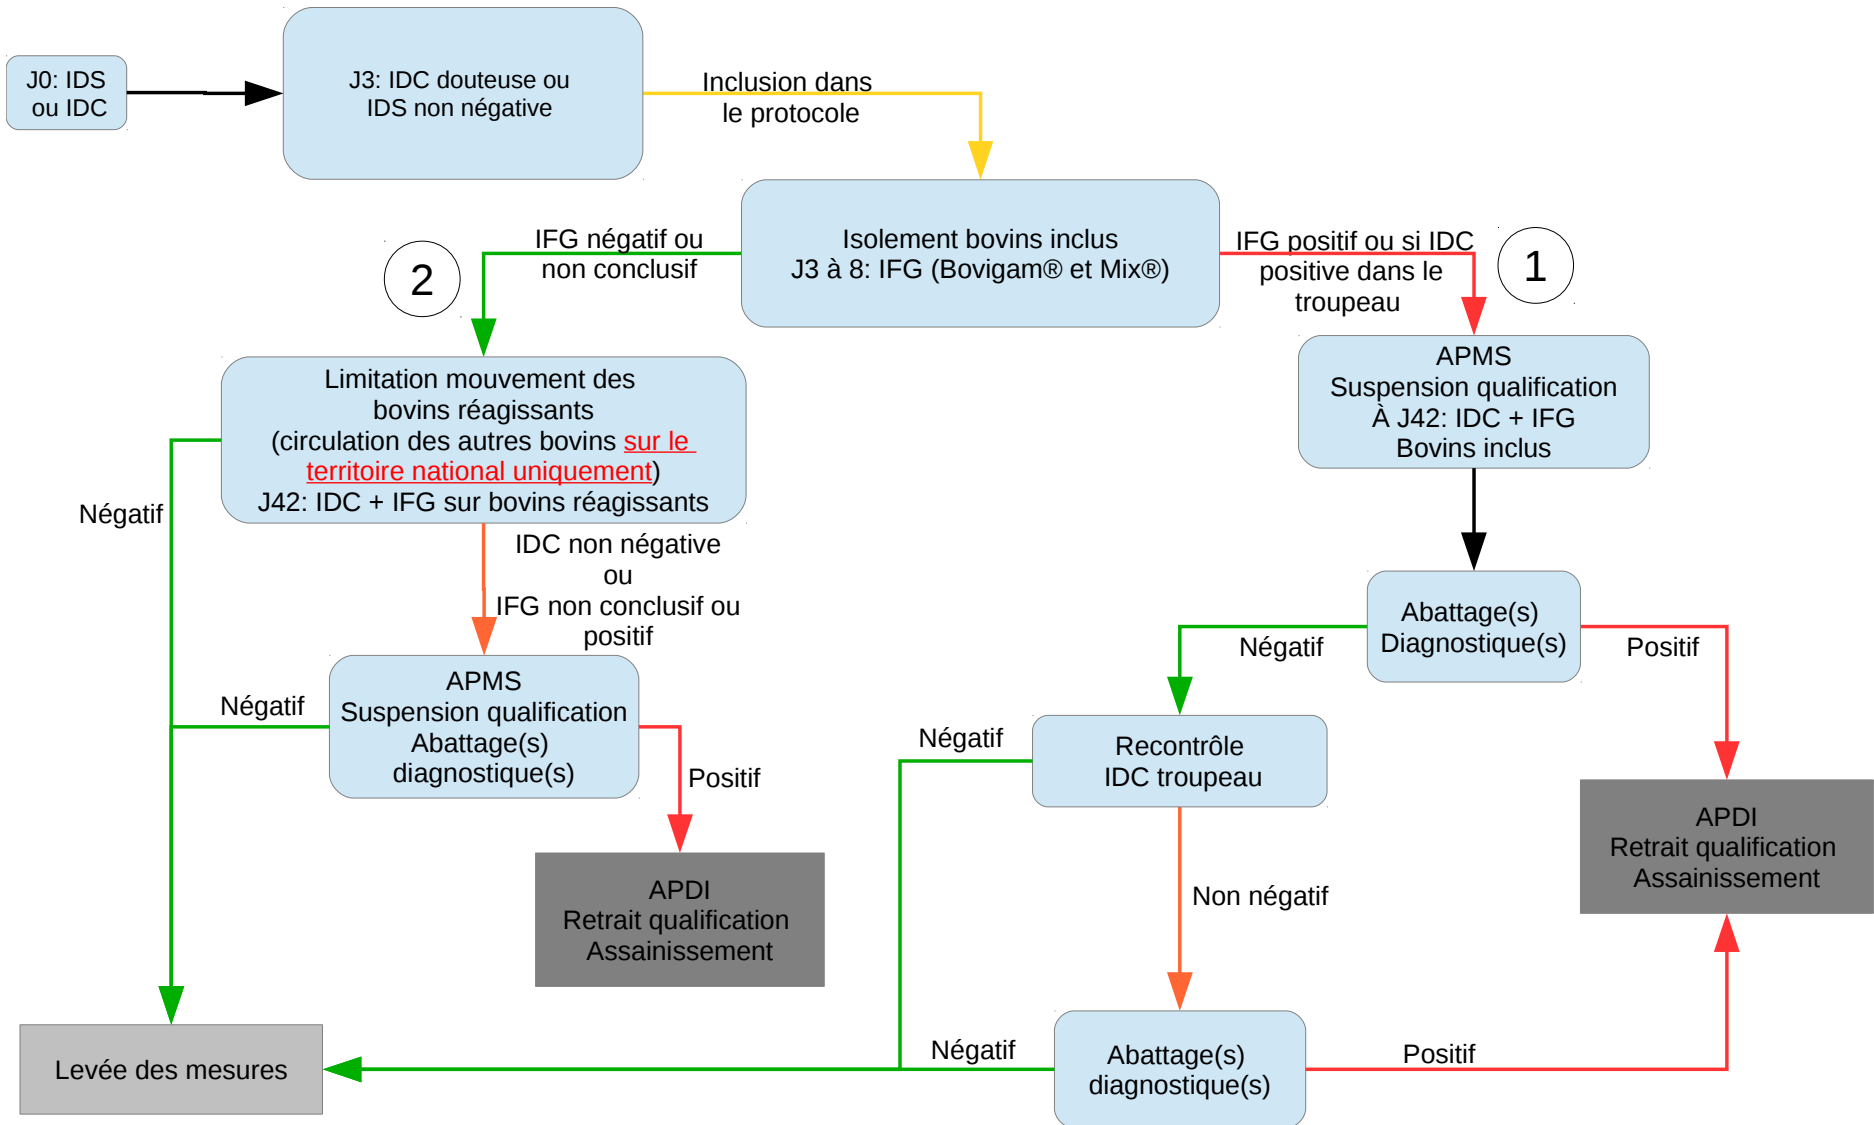 J0: IDS
ou IDC
J3: IDC douteuse ou
IDS non négative
Inclusion dans
le protocole
Isolement bovins inclus
J3 à 8: IFG (Bovigam® et Mix®)
IFG négatif ou
non conclusif
2
IFG positif ou si IDC
positive dans le
troupeau
1
Limitation mouvement des
bovins réagissants
(circulation des autres bovins sur le
territoire national uniquement)
J42: IDC + IFG sur bovins réagissants
APMS
Suspension qualification
À J42: IDC + IFG
Bovins inclus
Négatif
IDC non négative
ou
IFG non conclusif ou
positif
Abattage(s)
Diagnostique(s)
Négatif
Positif
APMS
Suspension qualification
Abattage(s)
diagnostique(s)
Négatif
Positif
Recontrôle
IDC troupeau
Négatif
Non négatif
APDI
Retrait qualification
Assainissement
APDI
Retrait qualification
Assainissement
Levée des mesures
Négatif
Abattage(s)
diagnostique(s)
Positif